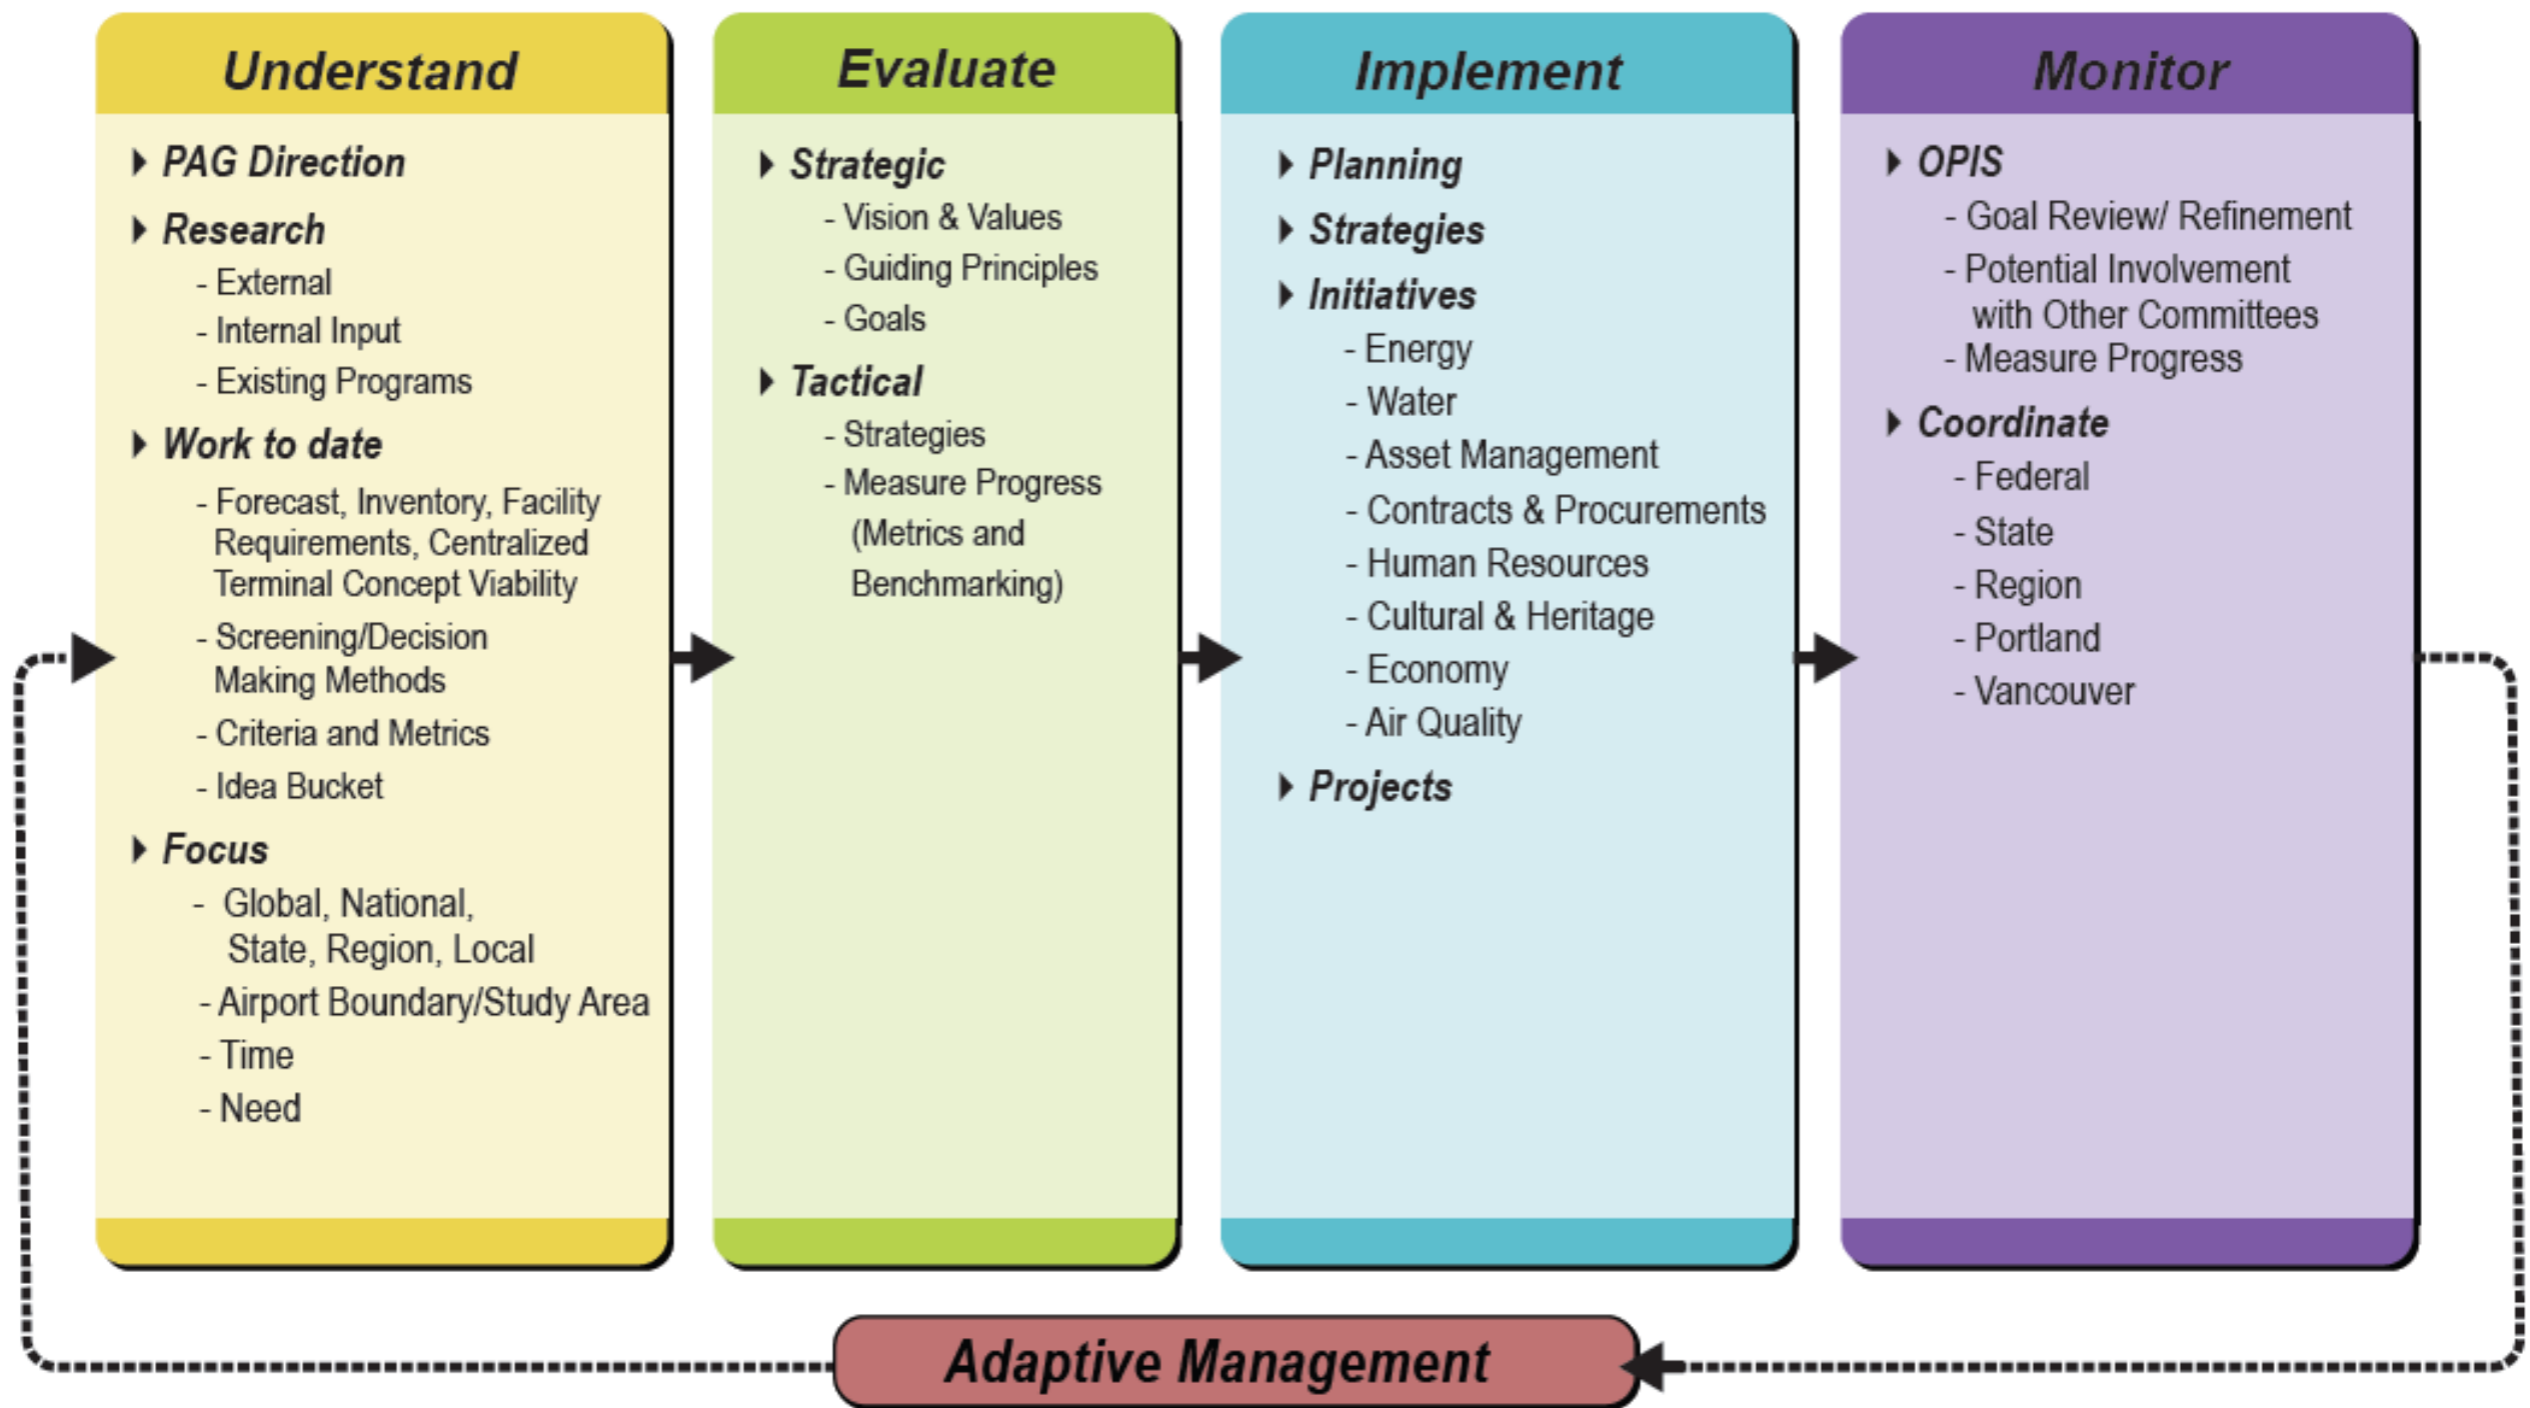 Understand
PAG Direction
Research
- External
- Internal Input
- Existing Programs
Work to date
- Forecast, Inventory, Facility
Requirements, Centralized
Terminal Concept Viability
- Screening/Decision
Making Methods
- Criteria and Metrics
- Idea Bucket
Focus
- Global, National,
State, Region, Local
- Airport Boundary/Study Area
- Time
- Need
Evaluate
Strategic
- Vision & Values
- Guiding Principles
- Goals
Tactical
- Strategies
- Measure Progress
(Metrics and
Benchmarking)
Implement
Planning
Strategies
Initiatives
- Energy
- Water
- Asset Management
- Contracts & Procurements
- Human Resources
- Cultural & Heritage
- Economy
- Air Quality
Projects
Monitor
OPIS
- Goal Review/ Refinement
- Potential Involvement
with Other Committees
- Measure Progress
Coordinate
- Federal
- State
- Region
- Portland
- Vancouver
Adaptive Management